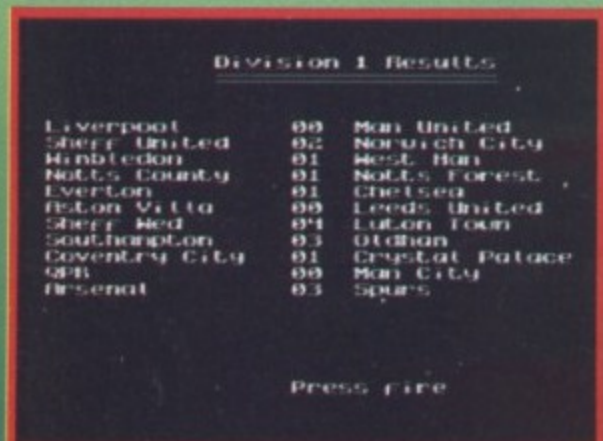 Division 1 Results
Liverpool 00 Man United
Sheff United 02 Norwich City
Wimbledon 01 West Ham
Notts County 01 Notts Forest
Everton 01 Chelsea
Aston Villa 00 Leeds United
Sheff Wed 04 Luton Town
Southampton 03 Oldham
Coventry City 01 Crystal Palace
QPR 00 Man City
Arsenal 03 Spurs
Press fire